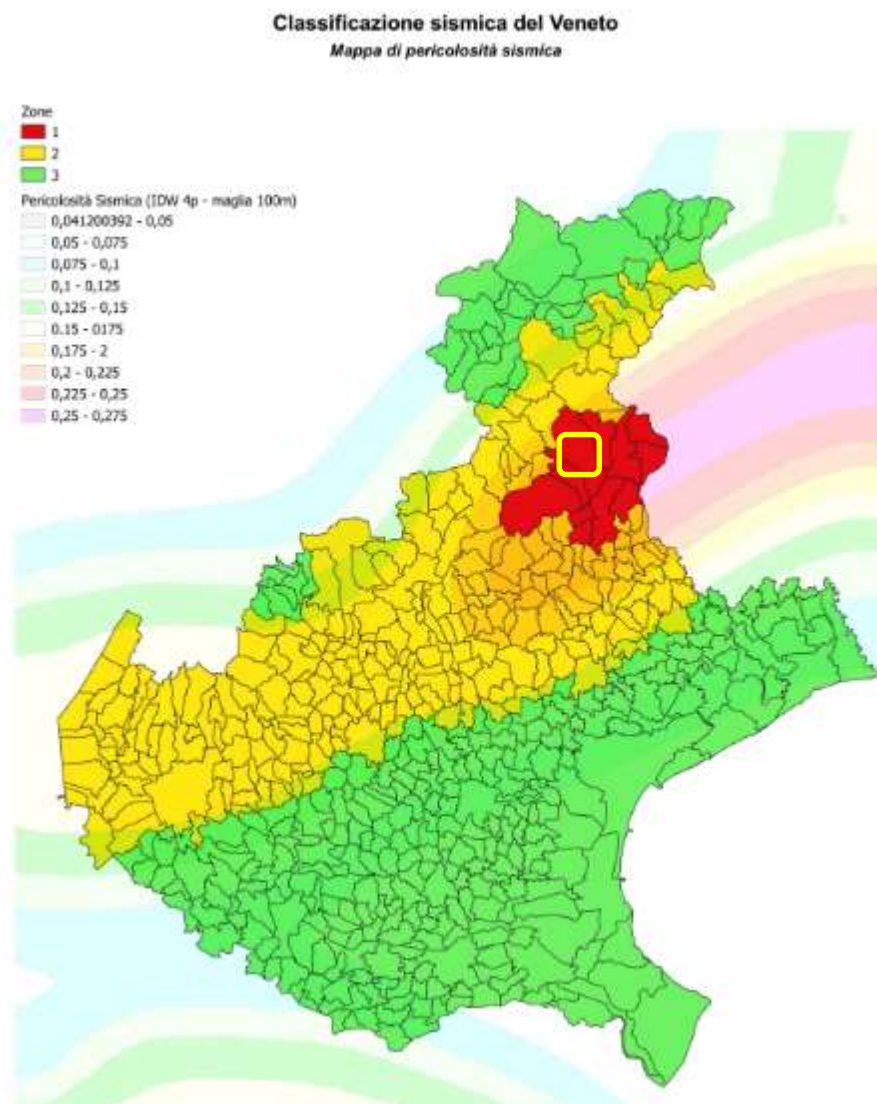 Classificazione sismica del Veneto
Mappa di pericolosità sismica
Zone
1
2
3
Pericolosità Sismica (IDW 4p - maglia 100m)
0,041200392 - 0,05
0,05 - 0,075
0,075 - 0,1
0,1 - 0,125
0,125 - 0,15
0.15 - 0175
0,175 - 2
0,2 - 0,225
0,225 - 0,25
0,25 - 0,275